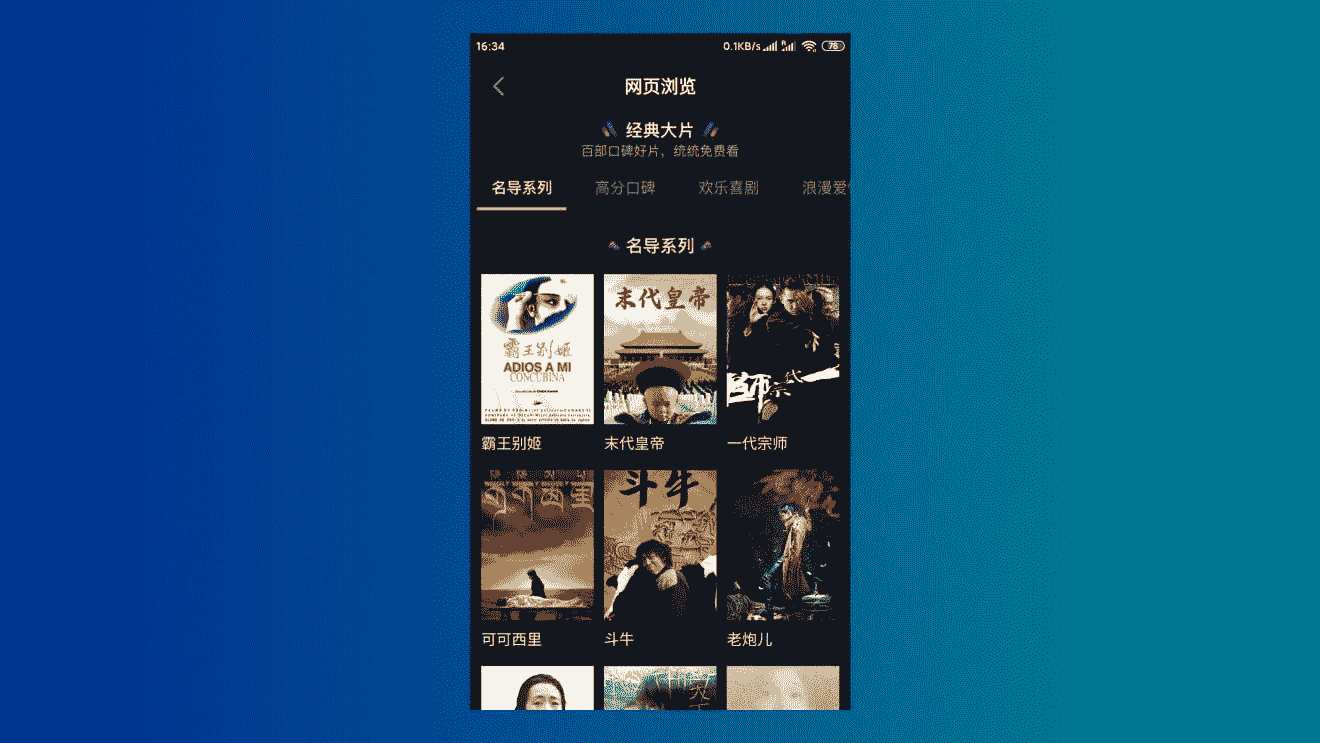 16:34 0.1KB/s R 76
网页浏览
经典大片
百部口碑好片，统统免费看
名导系列 高分口碑 欢乐喜剧 浪漫爱
名导系列
霸王别姬
ADIOS A MI
CONCUBINA
末代皇帝
一代宗师
霸王别姬 末代皇帝 一代宗师
可可西里
斗牛
可可西里 斗牛 老炮儿